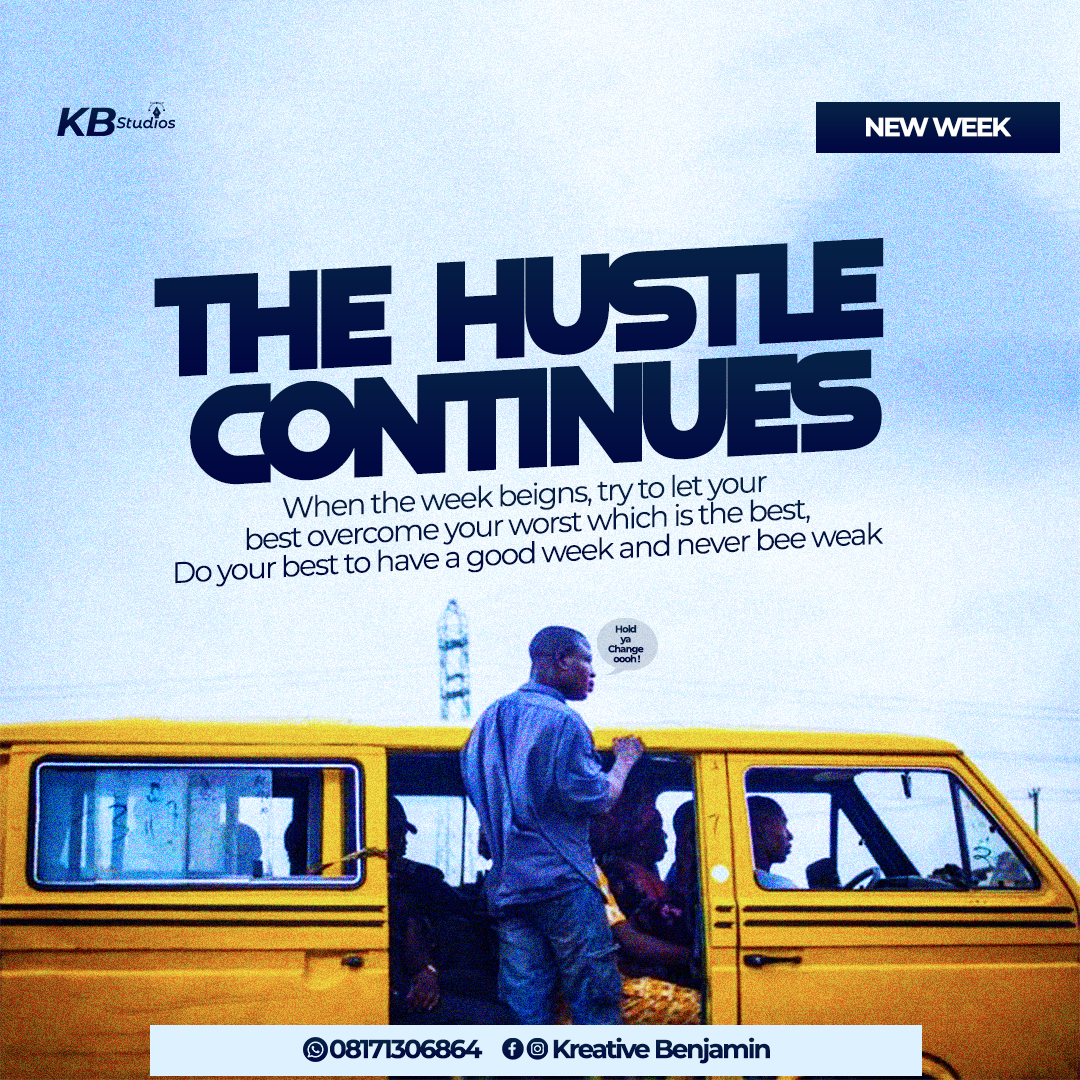 KB Studios
NEW WEEK
THE HUSTLE
CONTINUES
When the week beigns, try to let your
best overcome your worst which is the best,
Do your best to have a good week and never bee weak
Hold
ya
Change
oooh!
08171306864 Kreative Benjamin